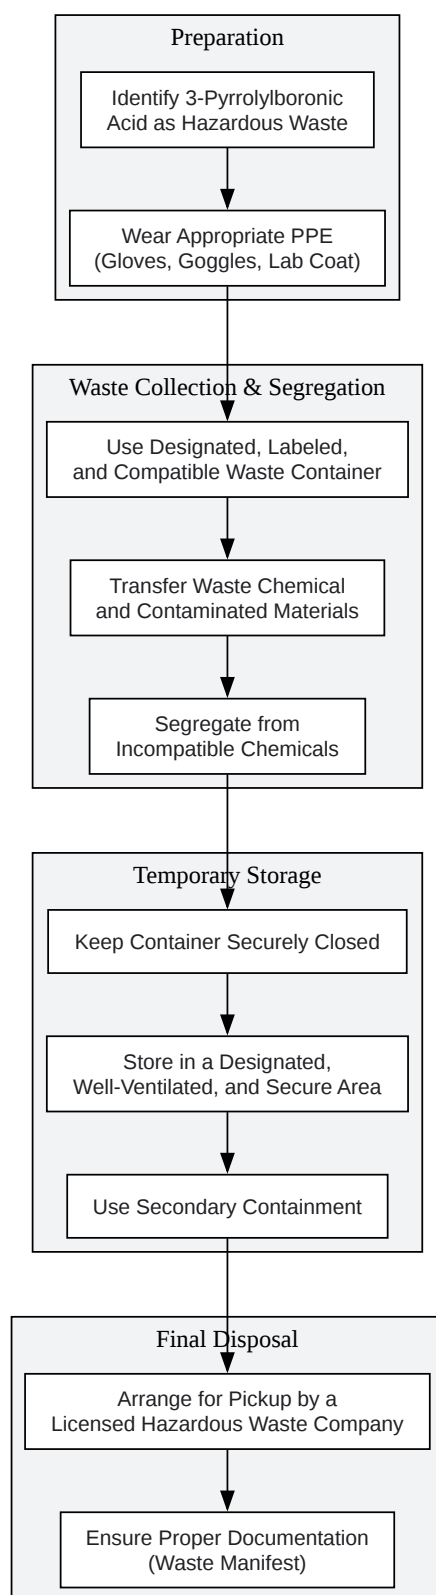 Preparation
Identify 3-Pyrrolylboronic
Acid as Hazardous Waste
Wear Appropriate PPE
(Gloves, Goggles, Lab Coat)
Waste Collection & Segregation
Use Designated, Labeled,
and Compatible Waste Container
Transfer Waste Chemical
and Contaminated Materials
Segregate from
Incompatible Chemicals
Temporary Storage
Keep Container Securely Closed
Store in a Designated,
Well-Ventilated, and Secure Area
Use Secondary Containment
Final Disposal
Arrange for Pickup by a
Licensed Hazardous Waste Company
Ensure Proper Documentation
(Waste Manifest)